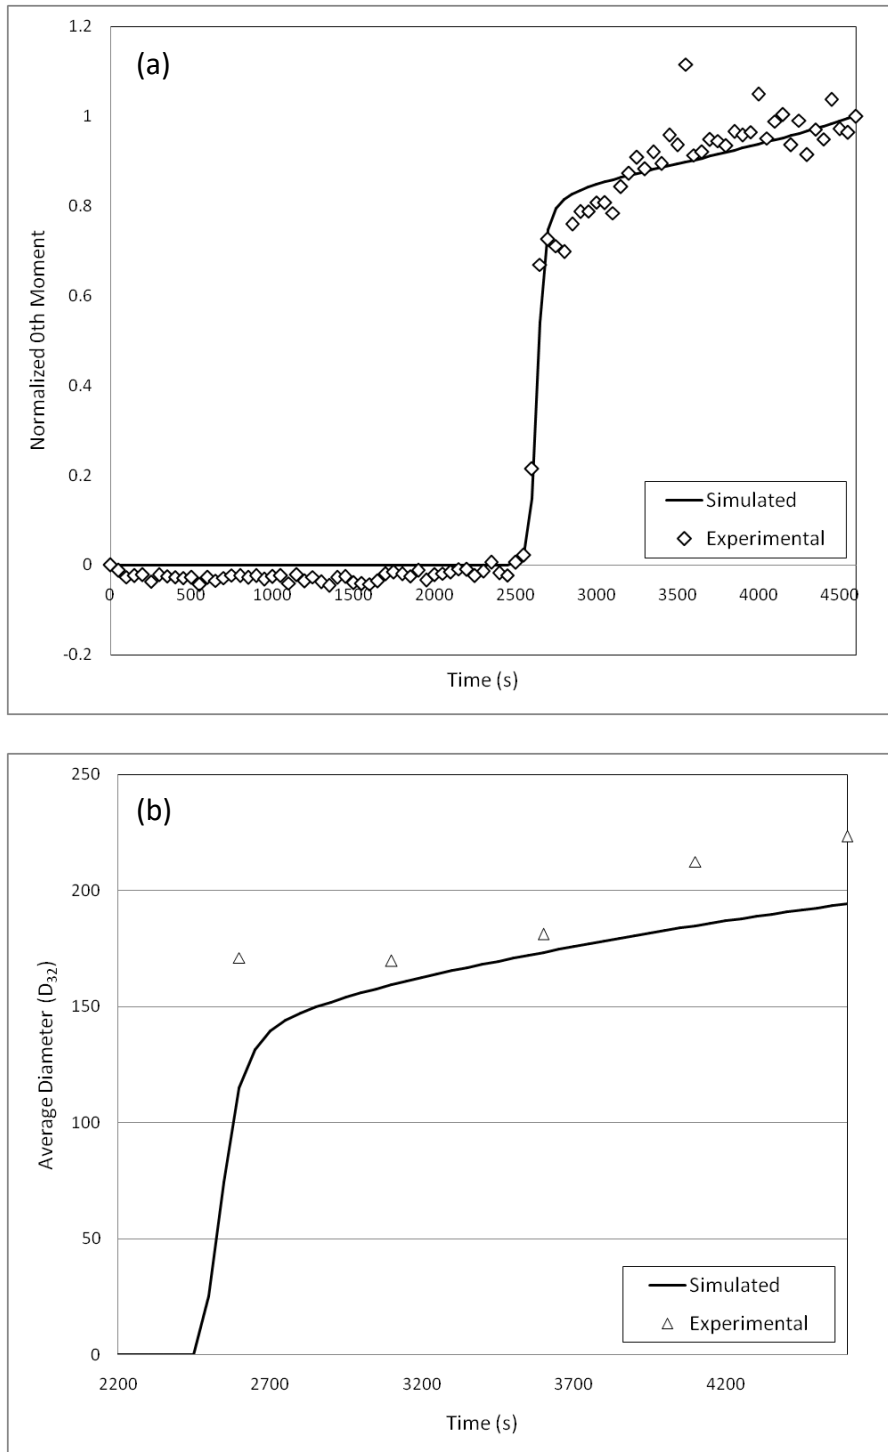 (a)
1.2
1
0.8
0.6
0.4
0.2
0
-0.2
Normalized 0th Moment
0 500 1000 1500 2000 2500 3000 3500 4000 4500
Time (s)
Simulated
Experimental
(b)
250
200
150
100
50
0
Average Diameter (D32)
2200 2700 3200 3700 4200
Time (s)
Simulated
Experimental